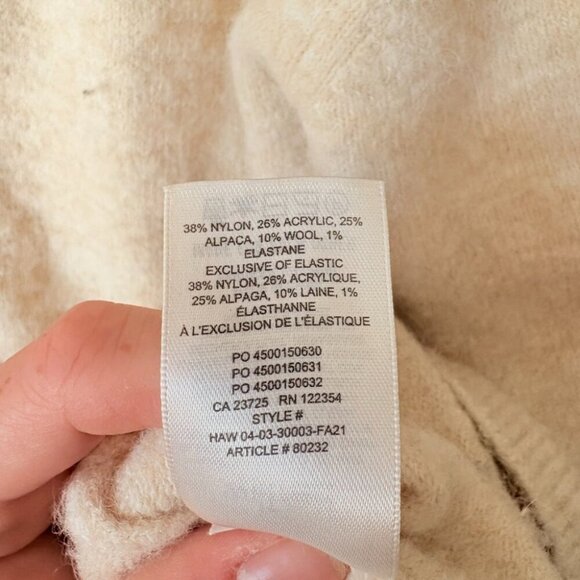 38% NYLON, 26% ACRYLIC, 25%
ALPACA, 10% WOOL, 1%
ELASTANE
EXCLUSIVE OF ELASTIC
38% NYLON, 26% ACRYLIQUE,
25% ALPAGA, 10% LAINE, 1%
ÉLASTHANNE
À L'EXCLUSION DE L'ÉLASTIQUE
PO 4500150630
PO 4500150631
PO 4500150632
CA 23725 RN 122354
STYLE #
HAW 04-03-30003-FA21
ARTICLE # 80232